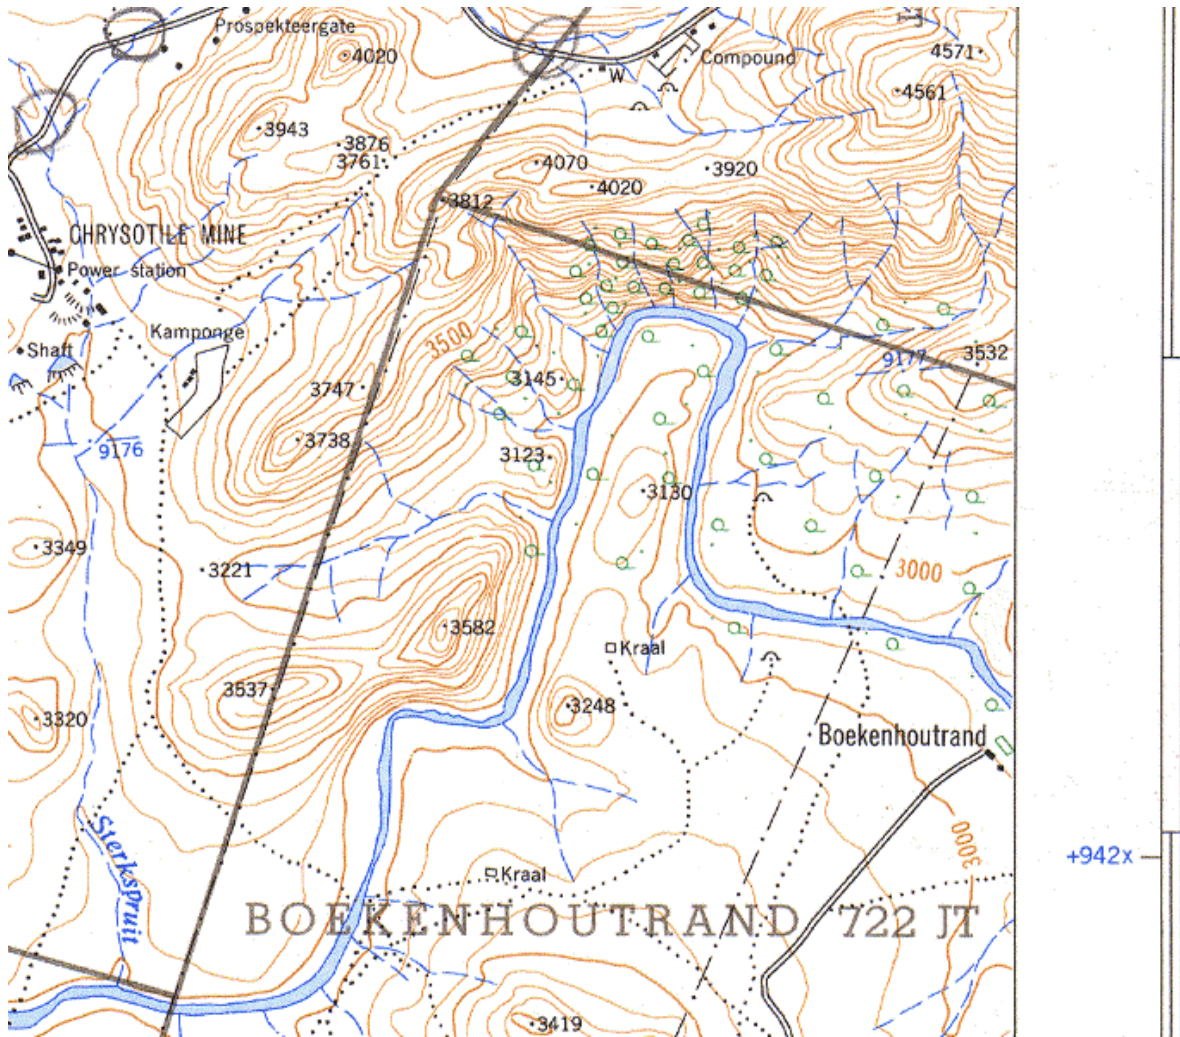 Prospekteergate
4020
Compound
W
4571
4561
3943
3876
3761
4070
4020
3920
3812
CHRYSOTILE MINE
Power station
Kamponge
3500
Shaft
3145
9177
3532
3747
3738
3123
9176
3130
3349
3221
3000
3582
Kraal
3537
3248
3320
Boekenhoutrand
Sterkspruit
3000
+942x
Kraal
BOEKENHOUTRAND 722 JT
3419